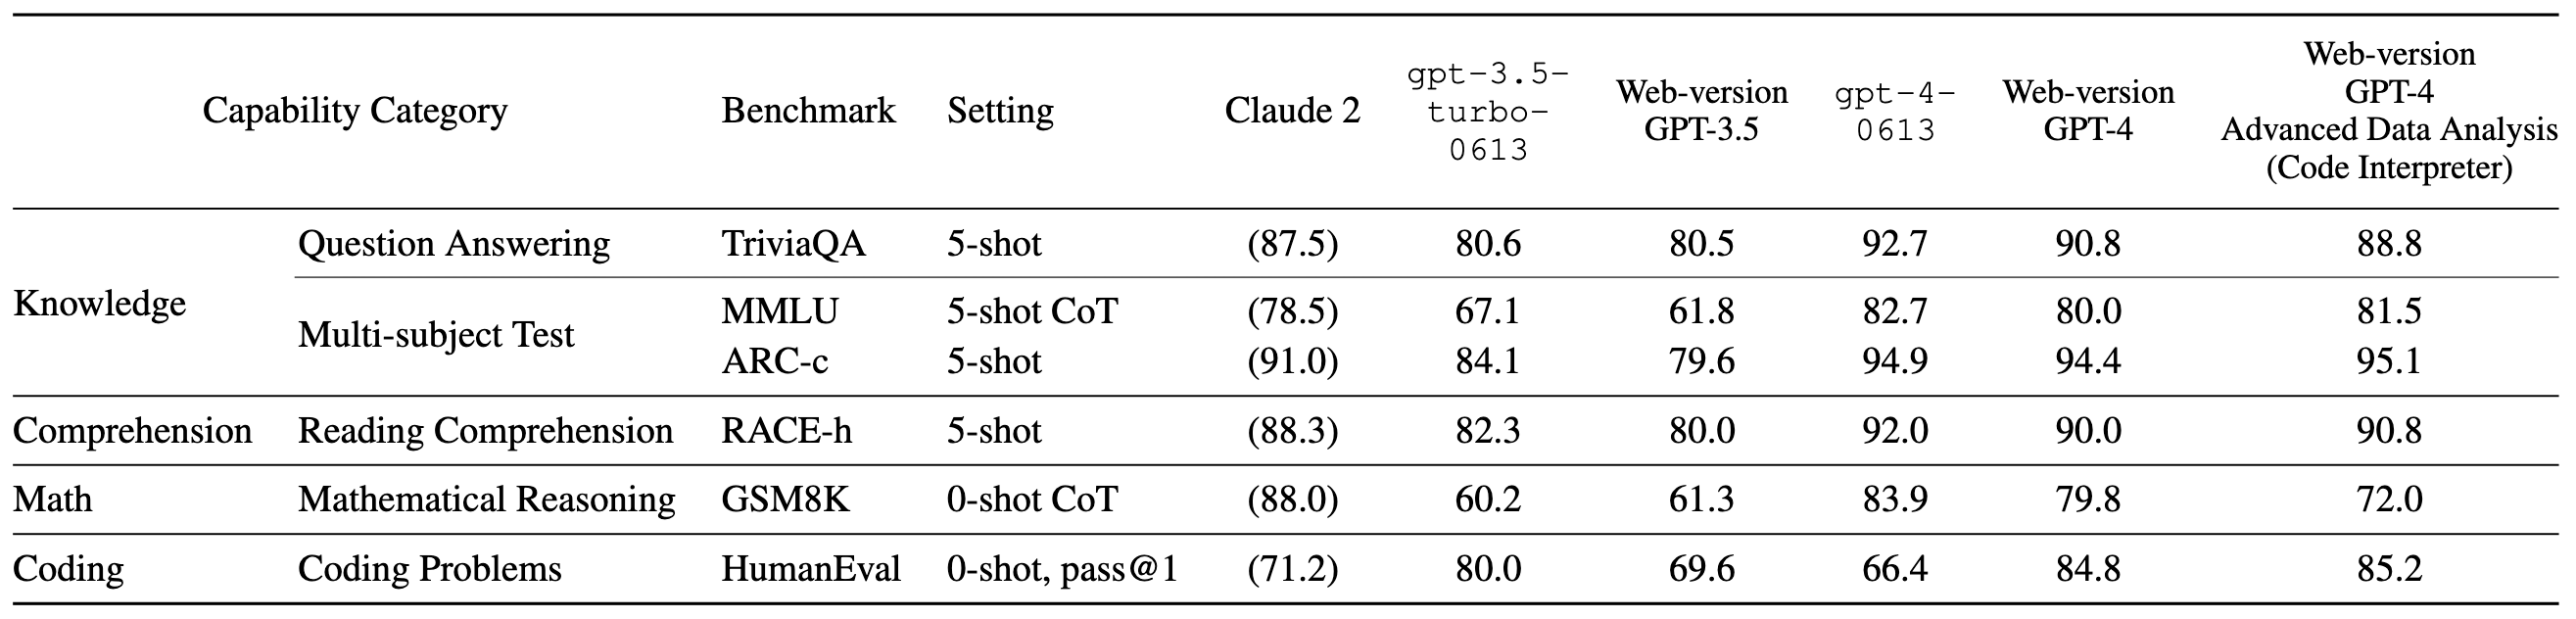 Capability Category Benchmark Setting Claude 2 gpt-3.5-turbo-0613 Web-version GPT-3.5 gpt-4-0613 Web-version GPT-4 Web-version GPT-4 Advanced Data Analysis (Code Interpreter)
Knowledge Question Answering TriviaQA 5-shot (87.5) 80.6 80.5 92.7 90.8 88.8
Multi-subject Test MMLU 5-shot CoT (78.5) 67.1 61.8 82.7 80.0 81.5
ARC-c 5-shot (91.0) 84.1 79.6 94.9 94.4 95.1
Comprehension Reading Comprehension RACE-h 5-shot (88.3) 82.3 80.0 92.0 90.0 90.8
Math Mathematical Reasoning GSM8K 0-shot CoT (88.0) 60.2 61.3 83.9 79.8 72.0
Coding Coding Problems HumanEval 0-shot, pass@1 (71.2) 80.0 69.6 66.4 84.8 85.2